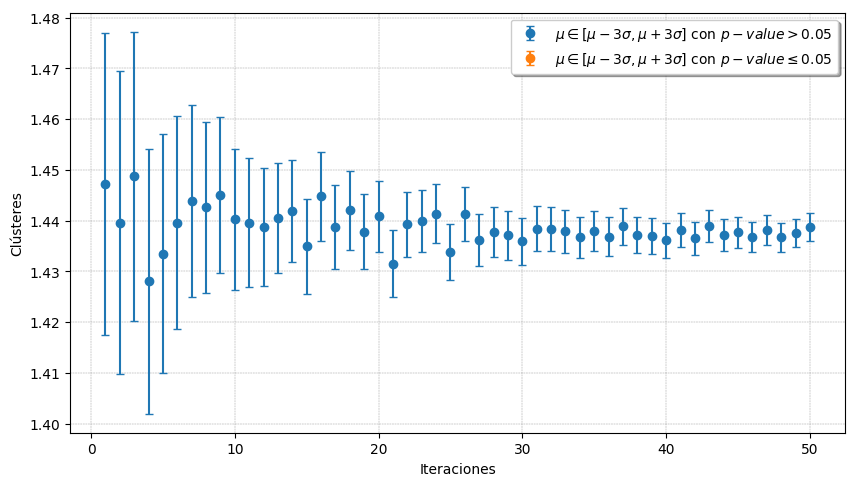 1.48
1.47
1.46
1.45
1.44
1.43
1.42
1.41
1.40
Clústeres
0 10 20 30 40 50
Iteraciones
μ ∈ [μ − 3σ, μ + 3σ] con p − value > 0.05
μ ∈ [μ − 3σ, μ + 3σ] con p − value ≤ 0.05